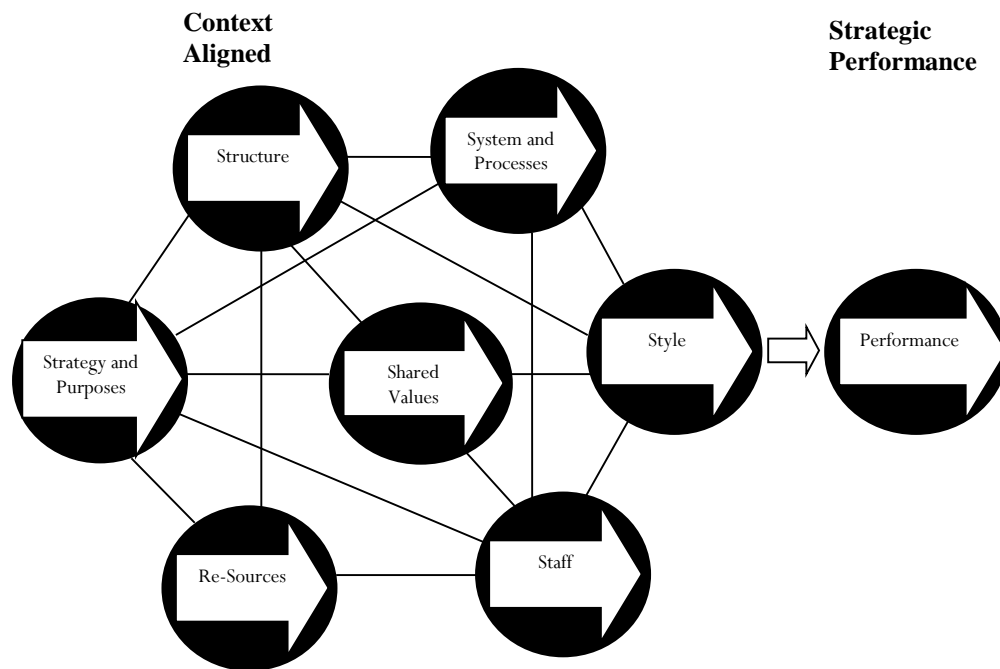 Context
Aligned
Strategic
Performance
Structure
System and
Processes
Strategy and
Purposes
Shared
Values
Style
Performance
Re-Sources
Staff